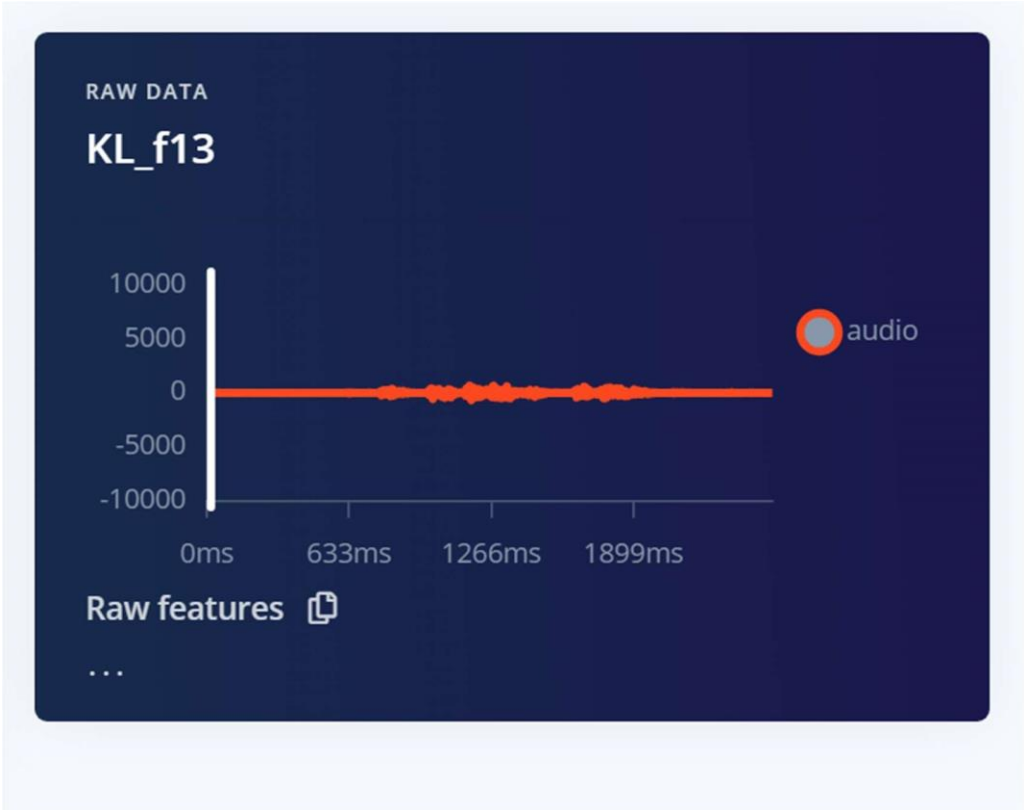 RAW DATA
KL_f13
10000
5000
0
-5000
-10000
audio
0ms 633ms 1266ms 1899ms
Raw features
...